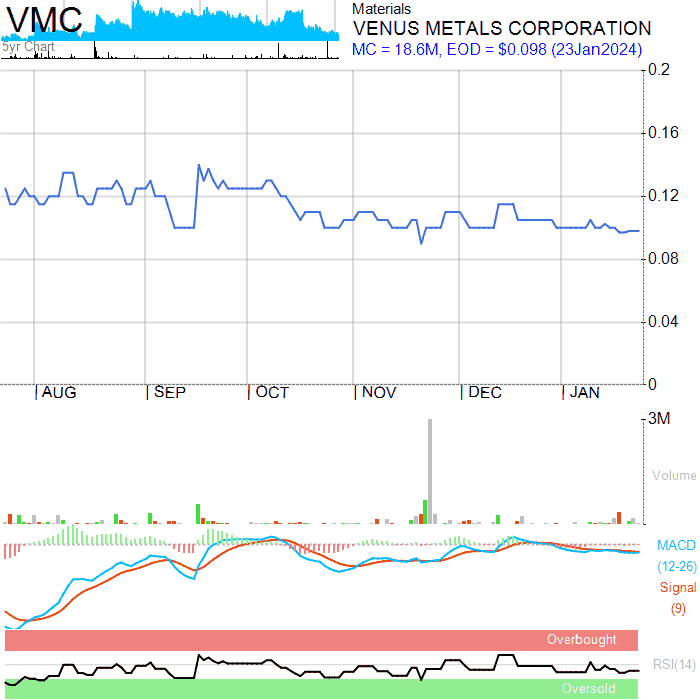 VMC
5yr Chart
Materials
VENUS METALS CORPORATION
MC = 18.6M, EOD = $0.098 (23Jan2024)
0.2
0.16
0.12
0.08
0.04
0
AUG SEP OCT NOV DEC JAN
3M
Volume
MACD
(12-26)
Signal
(9)
Overbought
RSI(14)
Oversold